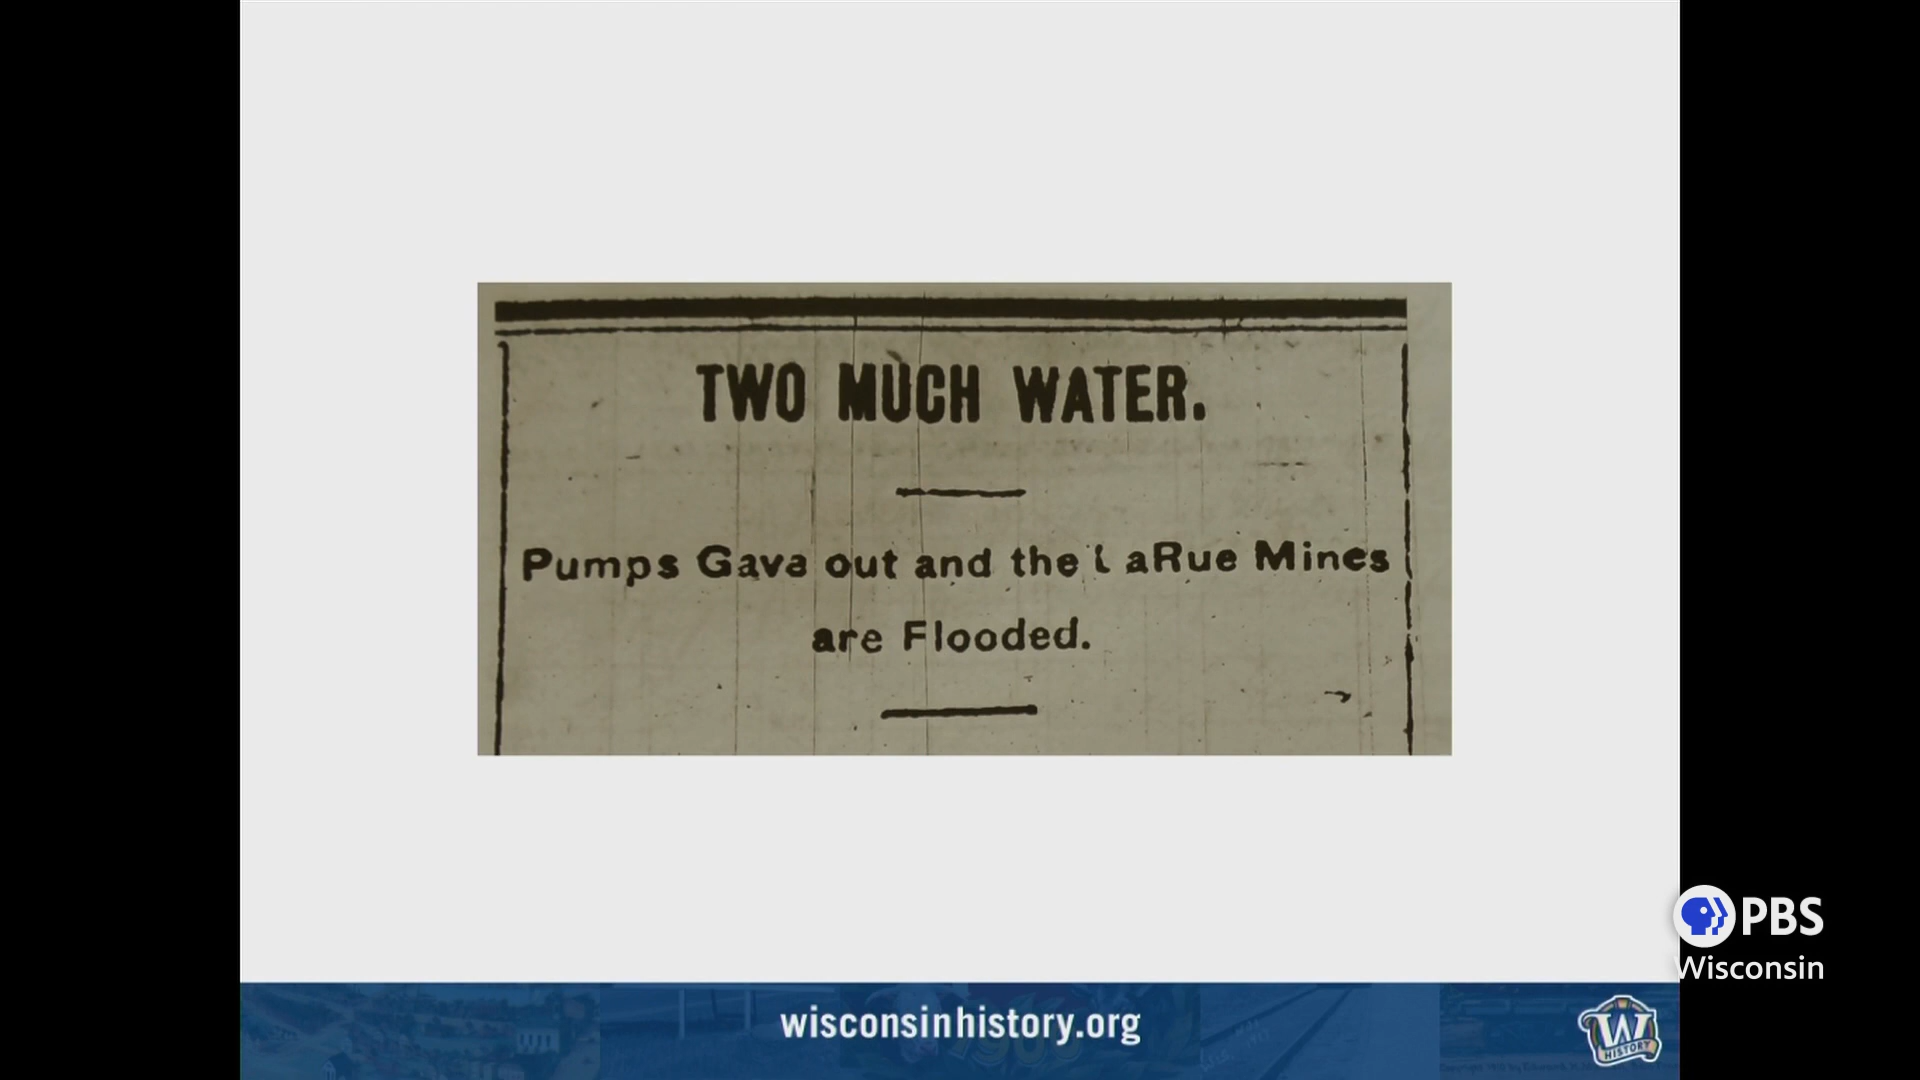 TWO MUCH WATER.
Pumps Gava out and the LaRue Mines
are Flooded.
PBS
Wisconsin
wisconsinhistory.org
W
HISTORY